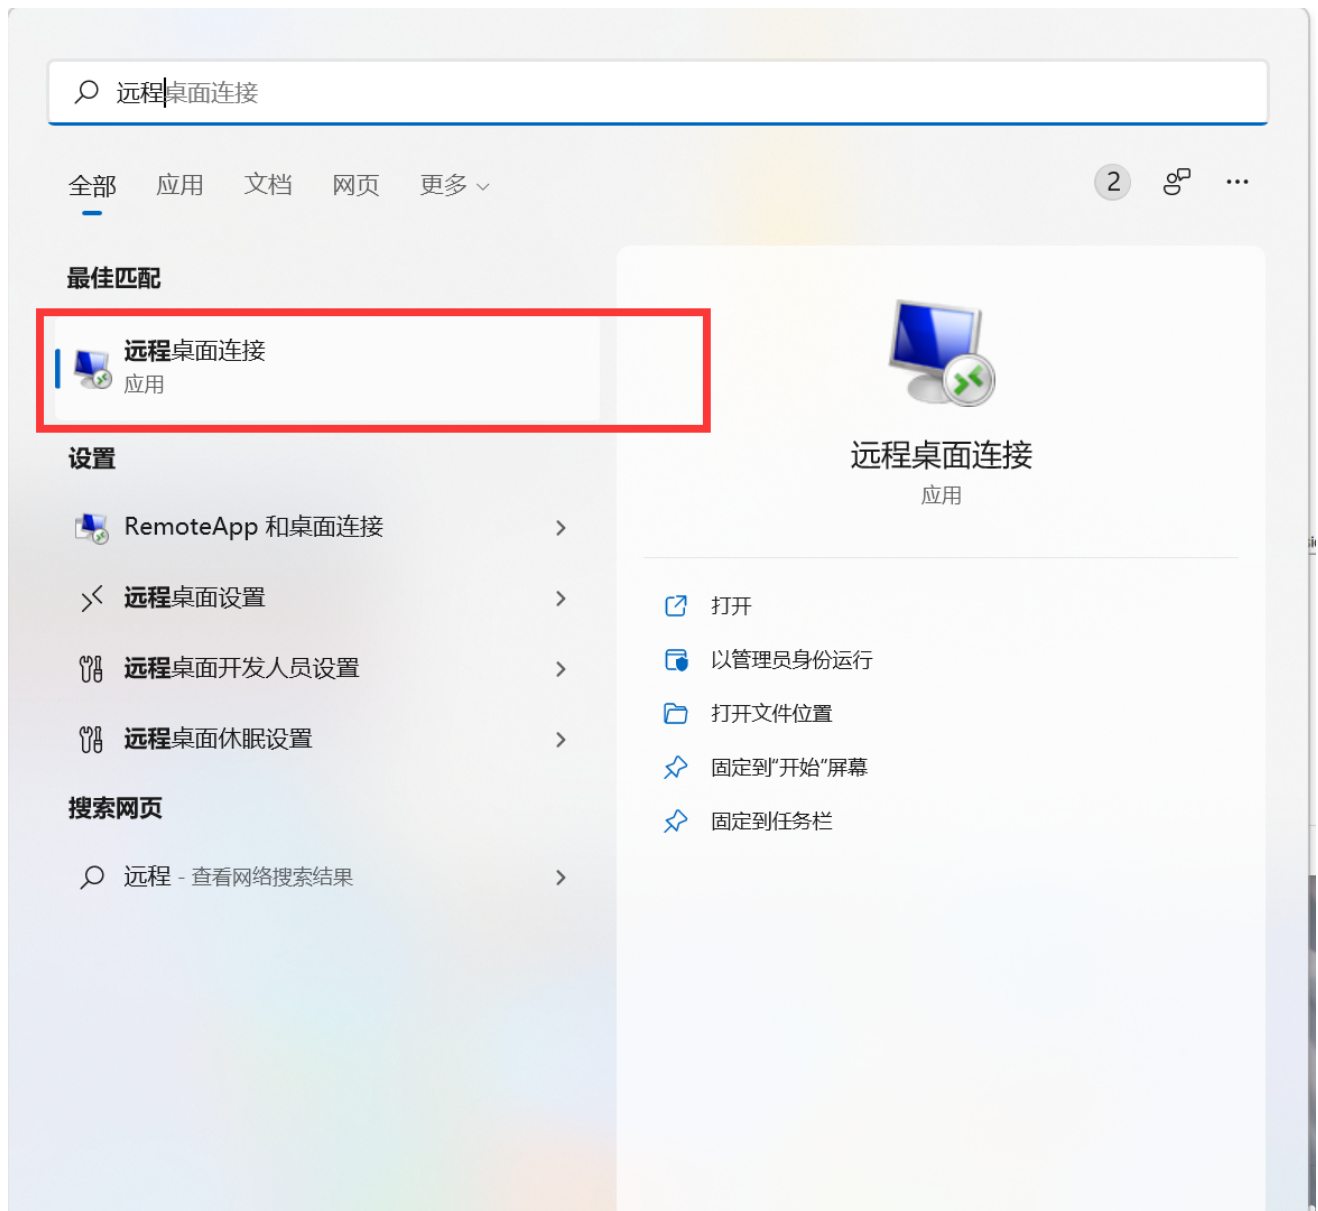 远程桌面连接
全部 应用 文档 网页 更多
2
最佳匹配
远程桌面连接
应用
设置
RemoteApp 和桌面连接
远程桌面设置
远程桌面开发人员设置
远程桌面休眠设置
搜索网页
远程 - 查看网络搜索结果
远程桌面连接
应用
打开
以管理员身份运行
打开文件位置
固定到"开始"屏幕
固定到任务栏